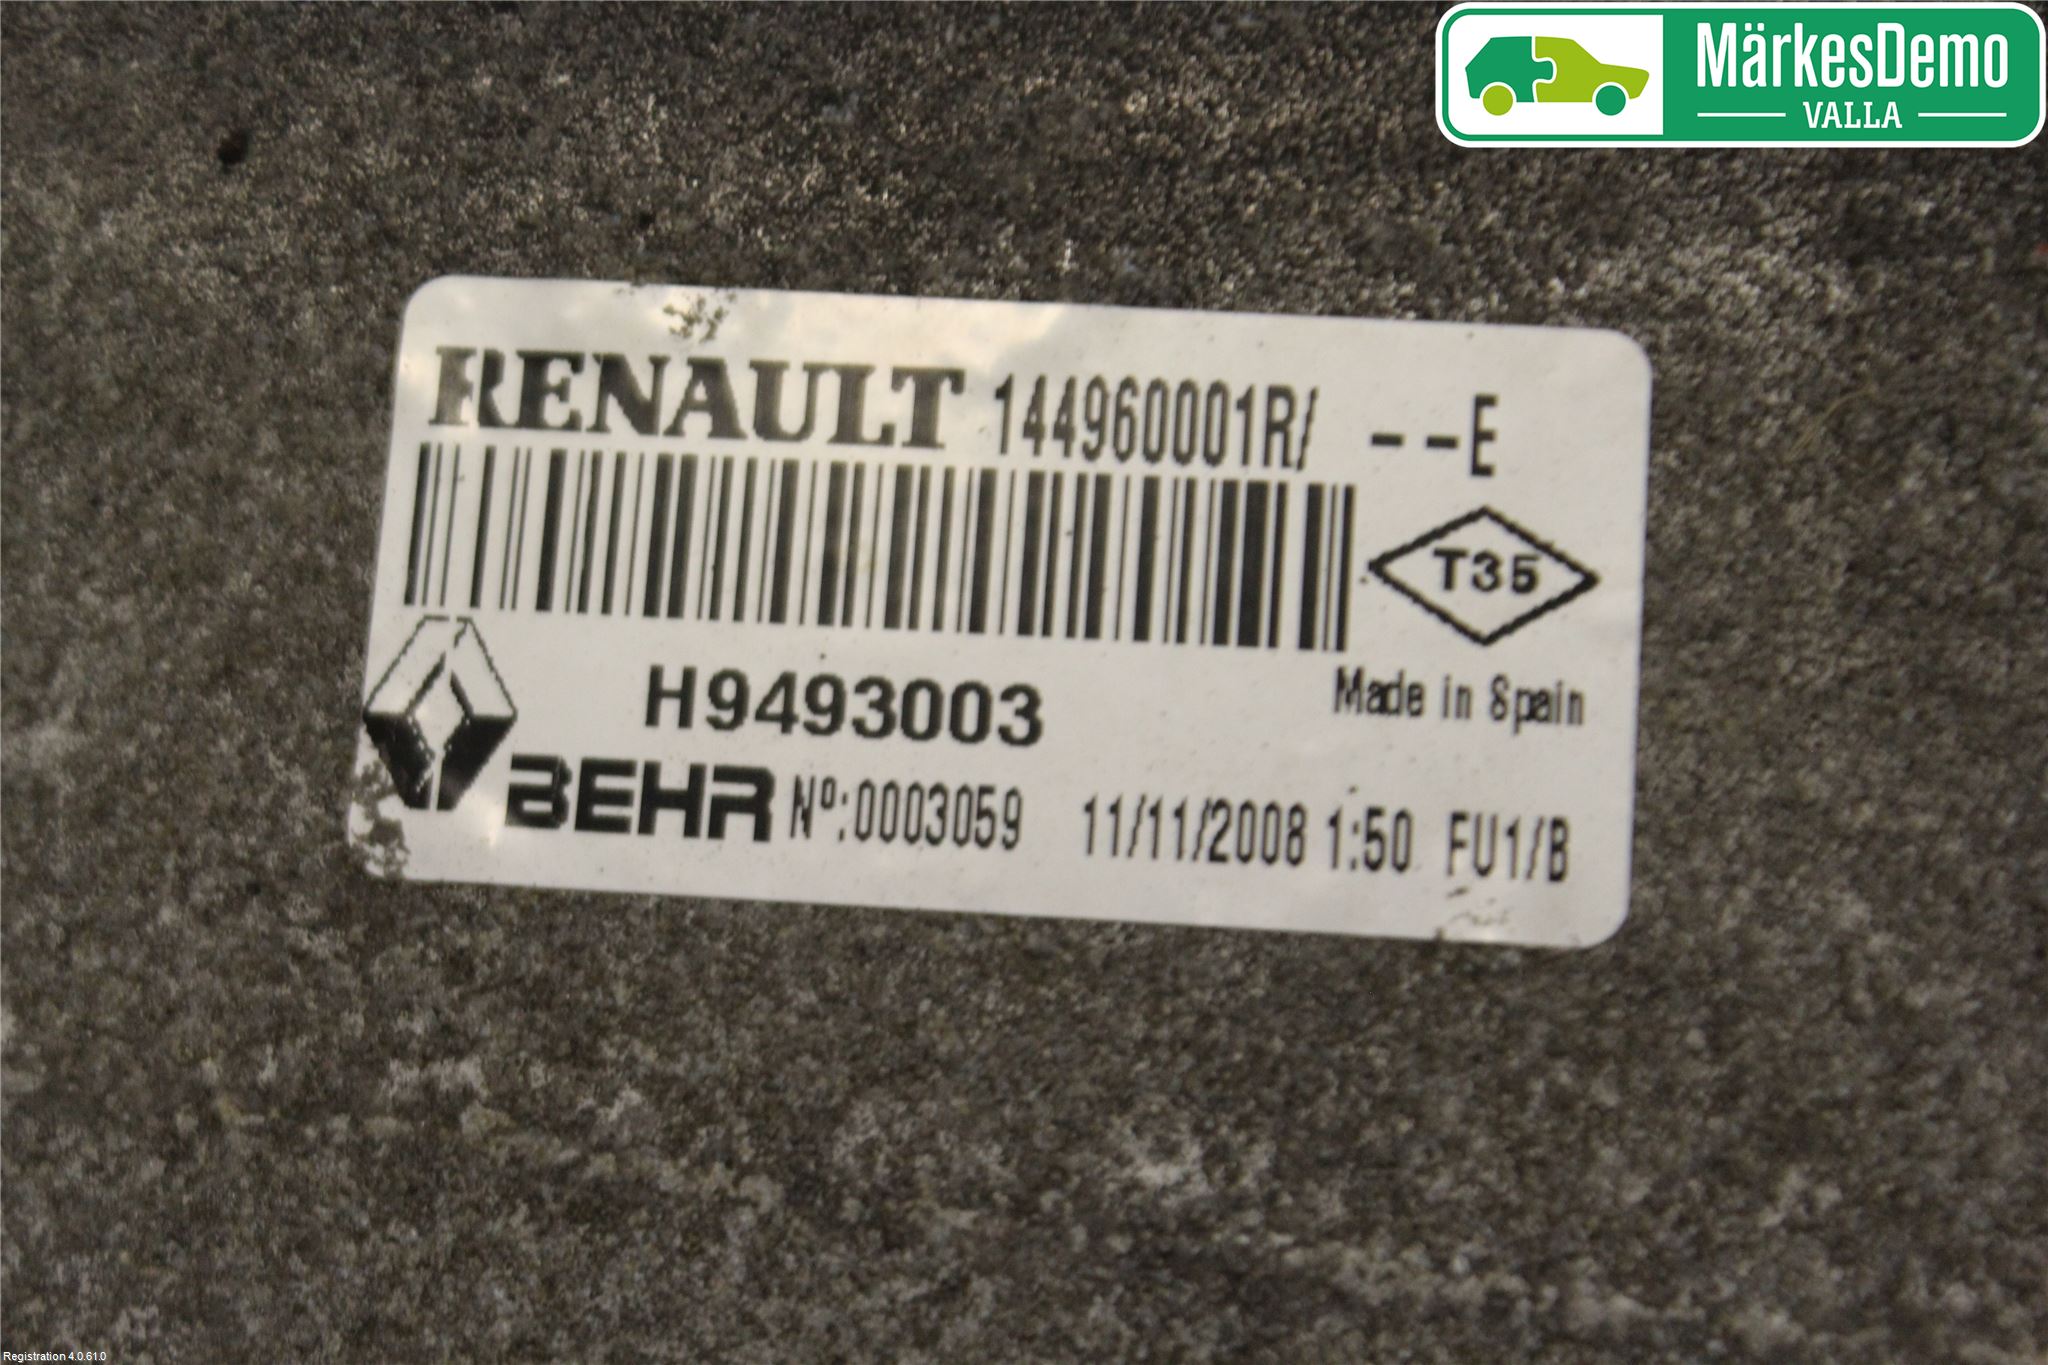 MärkesDemo
VALLA
RENAULT 144960001R/ --E
T35
H9493003
Made in Spain
BEHR Nº:0003059 11/11/2008 1:50 FU1/B
Registration 4.0.61.0